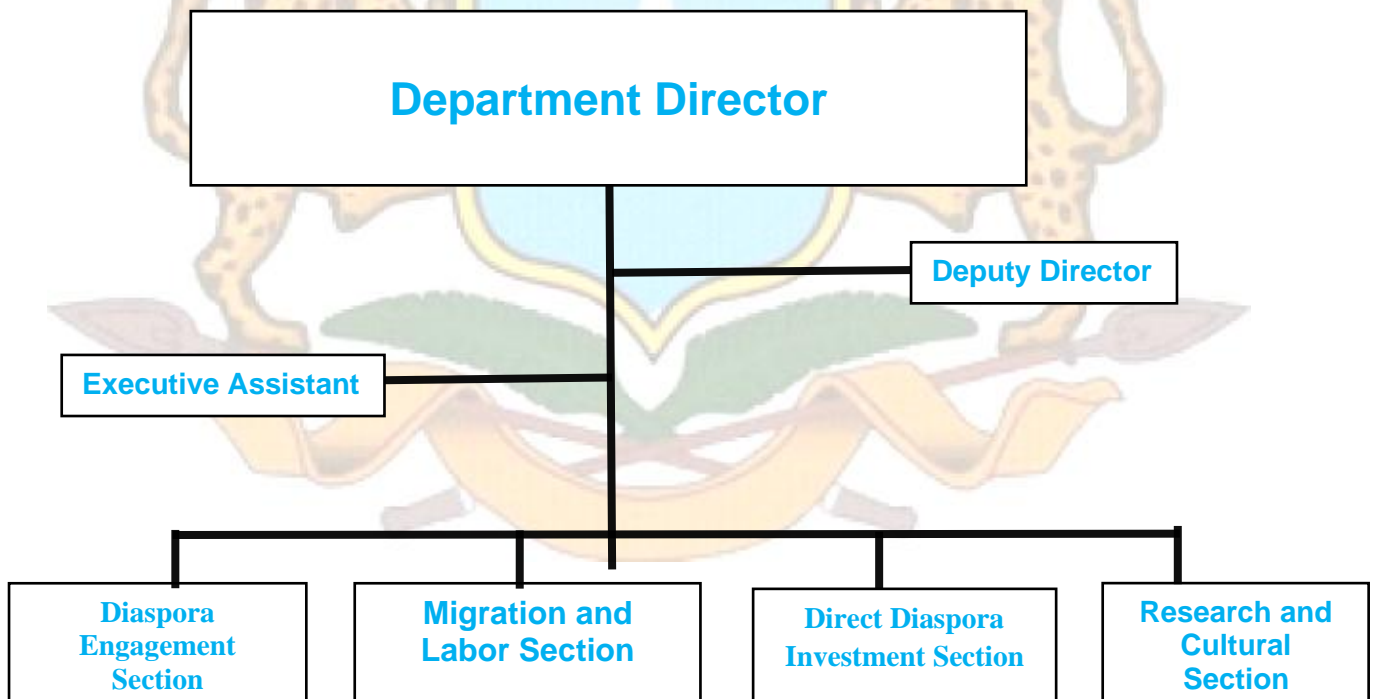 Department Director
Deputy Director
Executive Assistant
Diaspora
Engagement
Section
Migration and
Labor Section
Direct Diaspora
Investment Section
Research and
Cultural
Section